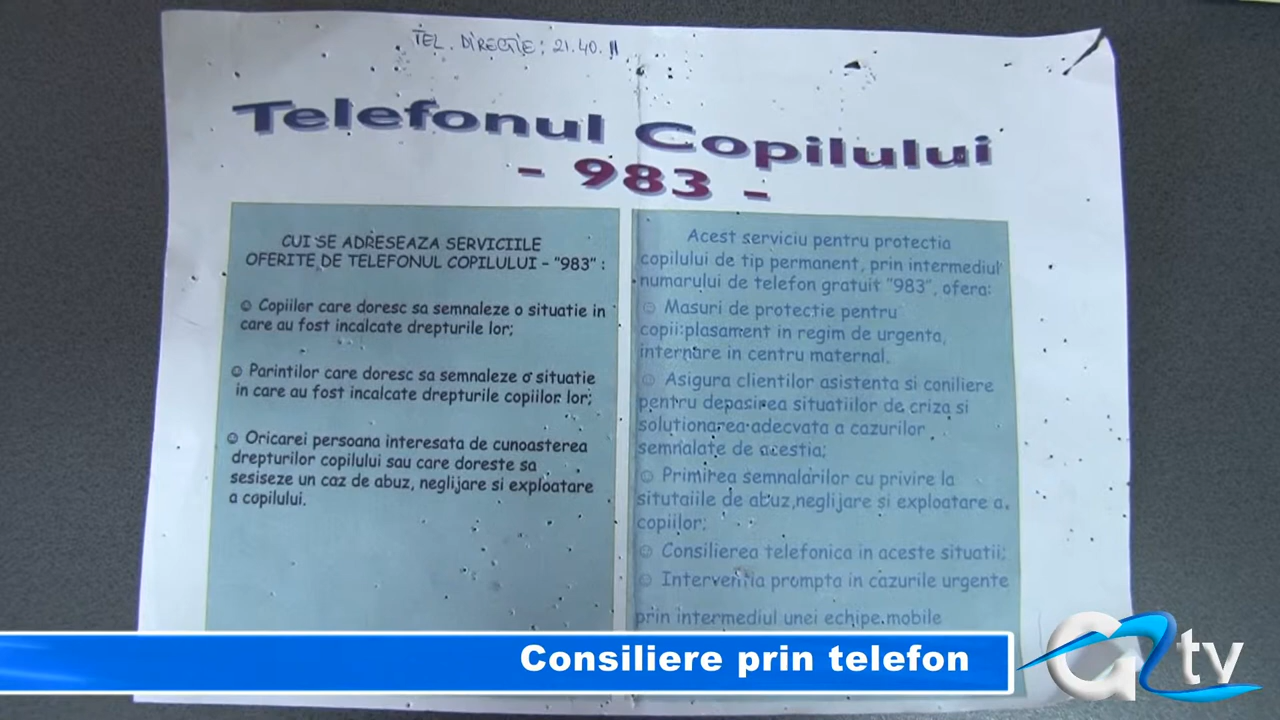 TEL. DIRECTIE: 21.40.11
Telefonul Copilului
- 983 -
CUI SE ADRESEAZA SERVICIILE
OFERITE DE TELEFONUL COPILULUI - "983" :
☺ Copiilor care doresc sa semnaleze o situatie in
care au fost incalcate drepturile lor;
☺ Parintilor care doresc sa semnaleze o situatie
in care au fost incalcate drepturile copiilor lor;
☺ Oricarei persoana interesata de cunoasterea
drepturilor copilului sau care doreste sa
sesiseze un caz de abuz, neglijare si exploatare
a copilului.
Acest serviciu pentru protectia
copilului de tip permanent, prin intermediul
numarului de telefon gratuit "983", ofera:
☺ Masuri de protectie pentru
copii:plasament in regim de urgenta,
internare in centru maternal.
☺ Asigura clientilor asistenta si coniliere
pentru depasirea situatiilor de criza si
solutionarea adecvata a cazurilor
semnalate de acestia;
☺ Primirea semnalarilor cu privire la
situtaiile de abuz,neglijare si exploatare a
copiilor;
☺ Consilierea telefonica in aceste situatii;
☺ Interventia prompta in cazurile urgente
prin intermediul unei echipe mobile
Consiliere prin telefon
tv